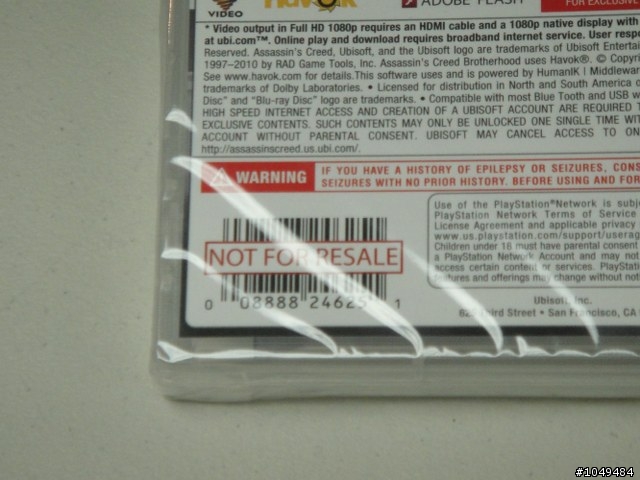 VIDEO
havok
ADOBE FLASH
FOR EXCLUSIVE
* Video output in Full HD 1080p requires an HDMI cable and a 1080p native display with
at ubi.com™. Online play and download requires broadband internet service. User respo
Reserved. Assassin's Creed, Ubisoft, and the Ubisoft logo are trademarks of Ubisoft Enterta
1997–2010 by RAD Game Tools, Inc. Assassin's Creed Brotherhood uses Havok®. © Copyri
See www.havok.com for details.This software uses and is powered by HumanIK | Middlewar
trademarks of Dolby Laboratories. • Licensed for distribution in North and South America o
Disc" and "Blu-ray Disc" logo are trademarks. • Compatible with most Blue Tooth and USB w
HIGH SPEED INTERNET ACCESS AND CREATION OF A UBISOFT ACCOUNT ARE REQUIRED T
EXCLUSIVE CONTENTS. SUCH CONTENTS MAY ONLY BE UNLOCKED ONE SINGLE TIME WIT
ACCOUNT WITHOUT PARENTAL CONSENT. UBISOFT MAY CANCEL ACCESS TO ON
http://assassinscreed.us.ubi.com/.
WARNING
IF YOU HAVE A HISTORY OF EPILEPSY OR SEIZURES, CONS
SEIZURES WITH NO PRIOR HISTORY. BEFORE USING AND FOR
NOT FOR RESALE
0 08888 24625 1
Use of the PlayStation®Network is subj
PlayStation Network Terms of Service
License Agreement and applicable privacy
www.us.playstation.com/support/userag
Children under 18 must have parental consent
a PlayStation Network Account and may not
access certain content or services. PlayStat
features and offerings may change without not
Ubisoft, Inc.
Third Street • San Francisco, CA
#1049484